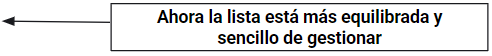 Ahora la lista está más equilibrada y
sencillo de gestionar